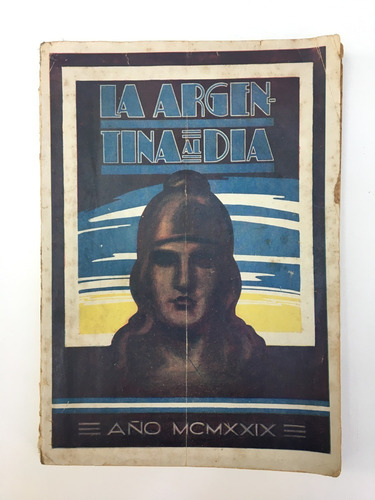 LA ARGEN-
TINA AL DIA
AÑO MCMXXIX